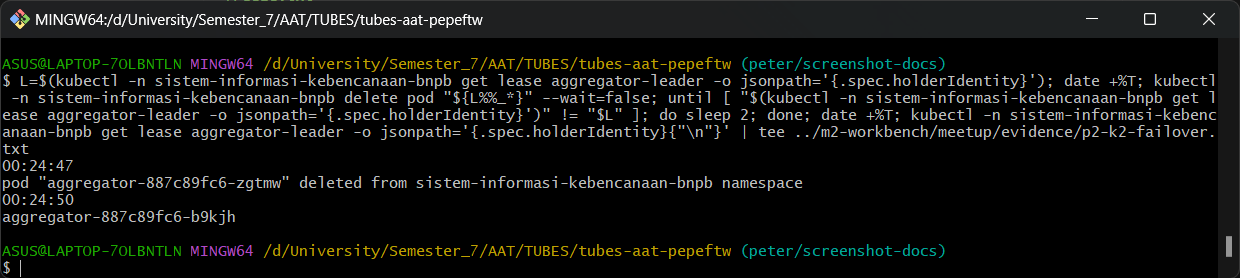 MINGW64:/d/University/Semester_7/AAT/TUBES/tubes-aat-pepeftw
ASUS@LAPTOP-7OLBNTLN MINGW64 /d/University/Semester_7/AAT/TUBES/tubes-aat-pepeftw (peter/screenshot-docs)
$ L=$(kubectl -n sistem-informasi-kebencanaan-bnpb get lease aggregator-leader -o jsonpath='{.spec.holderIdentity}'); date +%T; kubectl
 -n sistem-informasi-kebencanaan-bnpb delete pod "${L%%_*}" --wait=false; until [ "$(kubectl -n sistem-informasi-kebencanaan-bnpb get l
ease aggregator-leader -o jsonpath='{.spec.holderIdentity}')" != "$L" ]; do sleep 2; done; date +%T; kubectl -n sistem-informasi-kebenc
anaan-bnpb get lease aggregator-leader -o jsonpath='{.spec.holderIdentity}{"\n"}' | tee ../m2-workbench/meetup/evidence/p2-k2-failover.
txt
00:24:47
pod "aggregator-887c89fc6-zgtmw" deleted from sistem-informasi-kebencanaan-bnpb namespace
00:24:50
aggregator-887c89fc6-b9kjh
ASUS@LAPTOP-7OLBNTLN MINGW64 /d/University/Semester_7/AAT/TUBES/tubes-aat-pepeftw (peter/screenshot-docs)
$